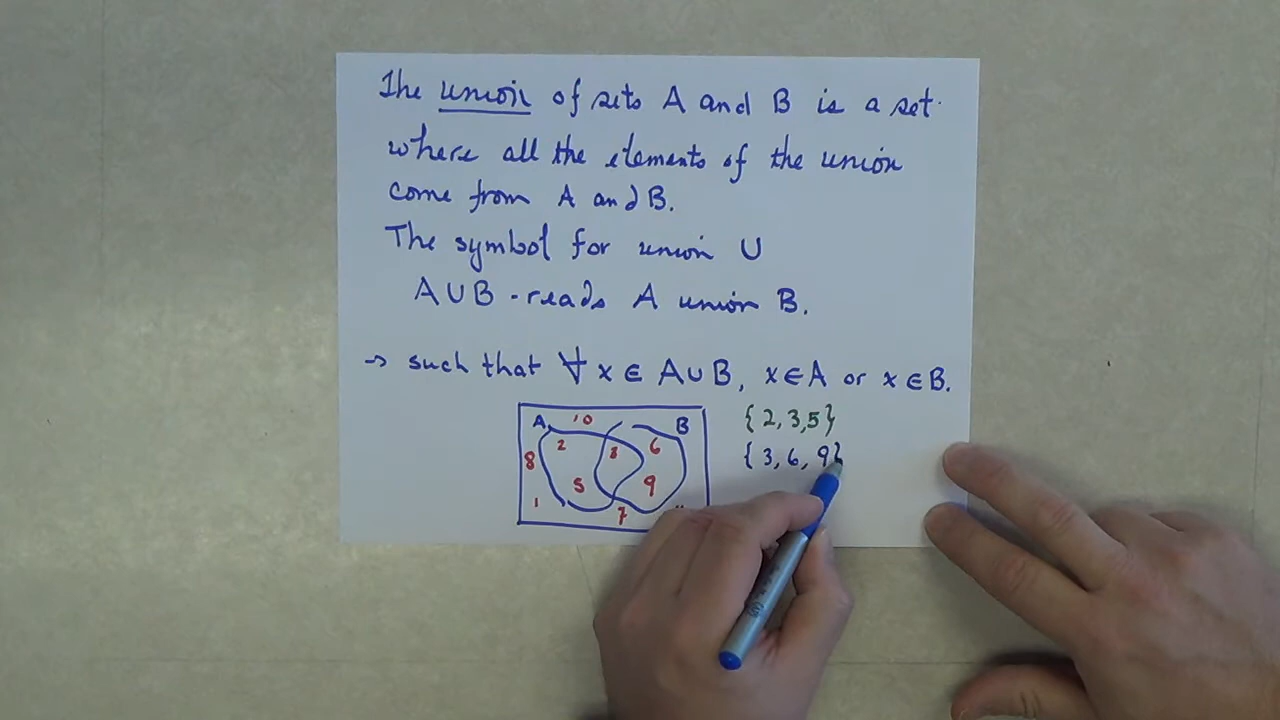 The union of sets A and B is a set
where all the elements of the union
come from A and B.
The symbol for union ∪
A∪B - reads A union B.
→ such that ∀ x ∈ A∪B, x∈A or x∈B.
A 10 B
{2, 3, 5}
2 3 6
8
{3, 6, 9}
5 9
1 7